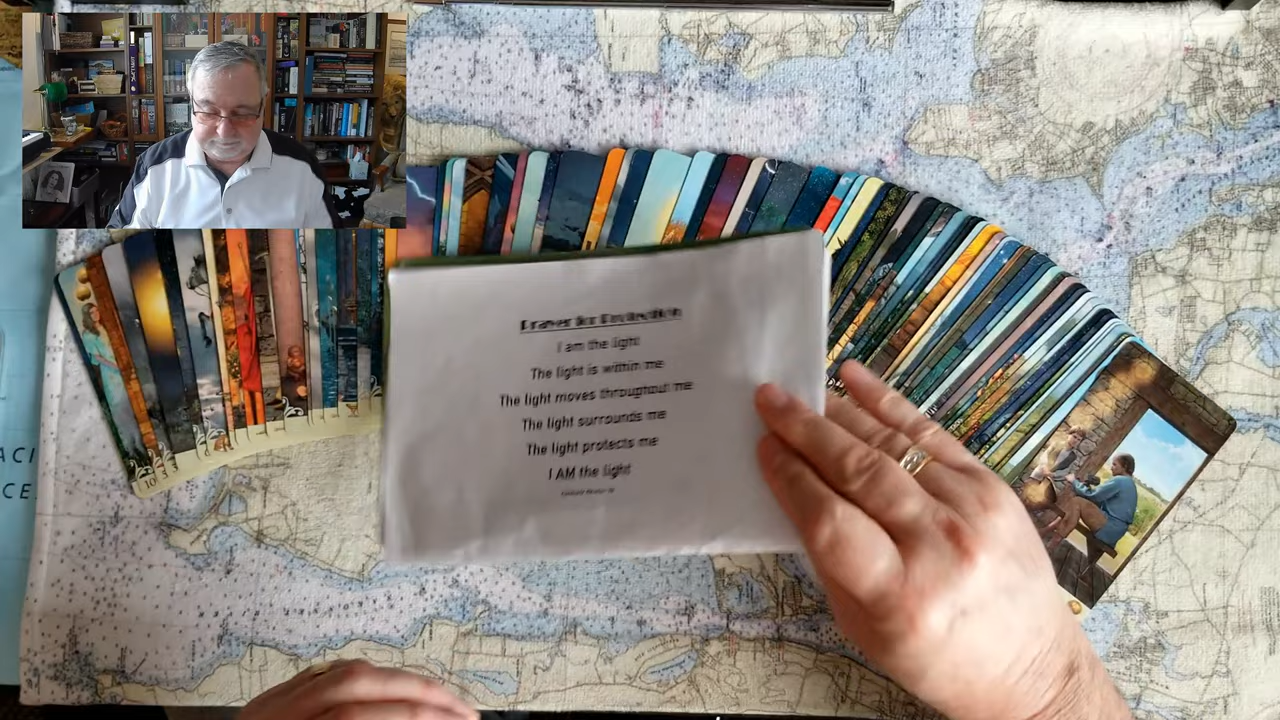 Prayer for Protection
I am the light
The light is within me
The light moves throughout me
The light surrounds me
The light protects me
I AM the light
10